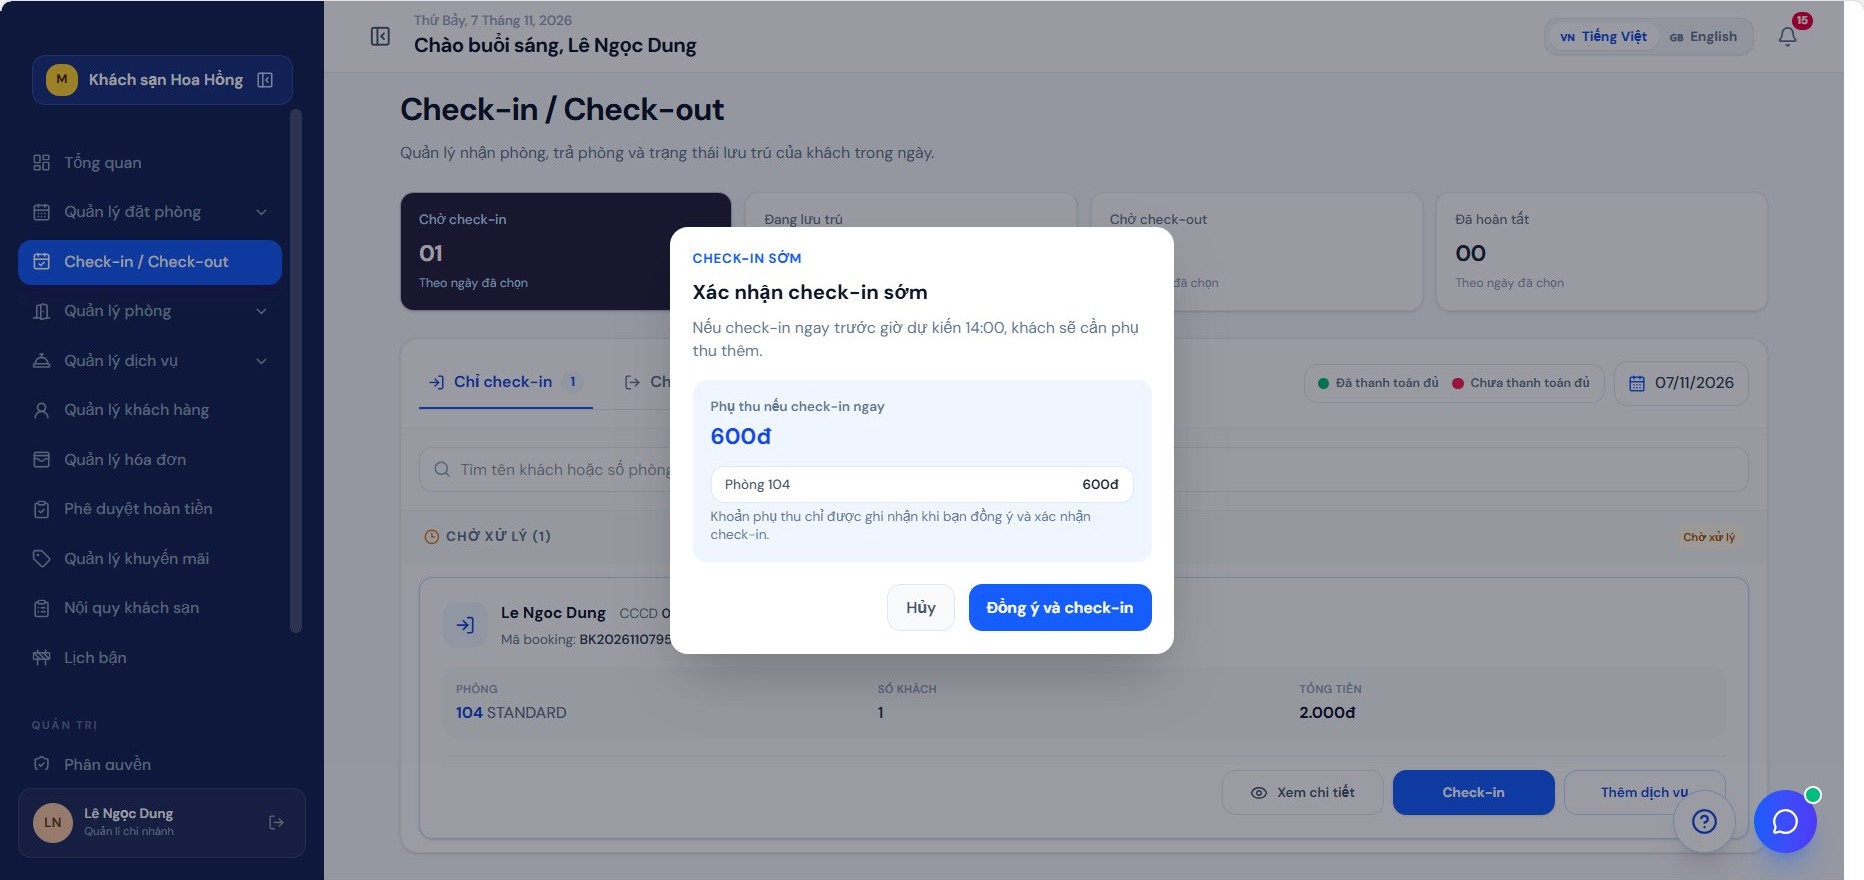 Thứ Bảy, 7 Tháng 11, 2026
Chào buổi sáng, Lê Ngọc Dung
VN Tiếng Việt GB English
15
M Khách sạn Hoa Hồng
Tổng quan
Quản lý đặt phòng
Check-in / Check-out
Quản lý phòng
Quản lý dịch vụ
Quản lý khách hàng
Quản lý hóa đơn
Phê duyệt hoàn tiền
Quản lý khuyến mãi
Nội quy khách sạn
Lịch bận
QUẢN TRỊ
Phân quyền
LN
Lê Ngọc Dung
Quản lí chi nhánh
Check-in / Check-out
Quản lý nhận phòng, trả phòng và trạng thái lưu trú của khách trong ngày.
Chờ check-in
01
Theo ngày đã chọn
Đang lưu trú
Chờ check-out
đã chọn
Đã hoàn tất
00
Theo ngày đã chọn
Chỉ check-in 1
Ch
Đã thanh toán đủ
Chưa thanh toán đủ
07/11/2026
Tìm tên khách hoặc số phòng
CHỜ XỬ LÝ (1)
Chờ xử lý
Le Ngoc Dung CCCD 0
Mã booking: BK2026110795
PHÒNG
104 STANDARD
SỐ KHÁCH
1
TỔNG TIỀN
2.000đ
Xem chi tiết
Check-in
Thêm dịch vụ
CHECK-IN SỚM
Xác nhận check-in sớm
Nếu check-in ngay trước giờ dự kiến 14:00, khách sẽ cần phụ
thu thêm.
Phụ thu nếu check-in ngay
600đ
Phòng 104 600đ
Khoản phụ thu chỉ được ghi nhận khi bạn đồng ý và xác nhận
check-in.
Hủy
Đồng ý và check-in